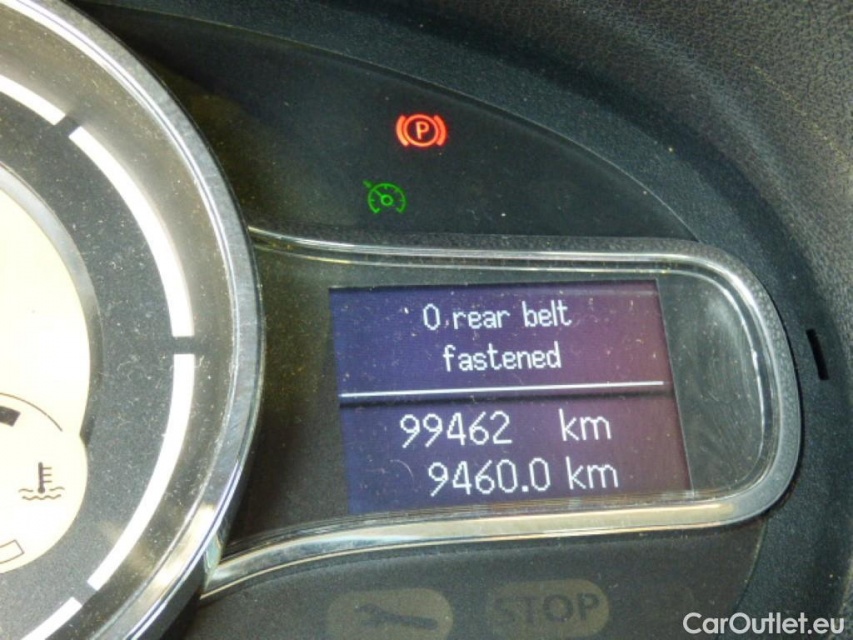 P
0 rear belt
fastened
99462 km
9460.0 km
STOP
CarOutlet.eu